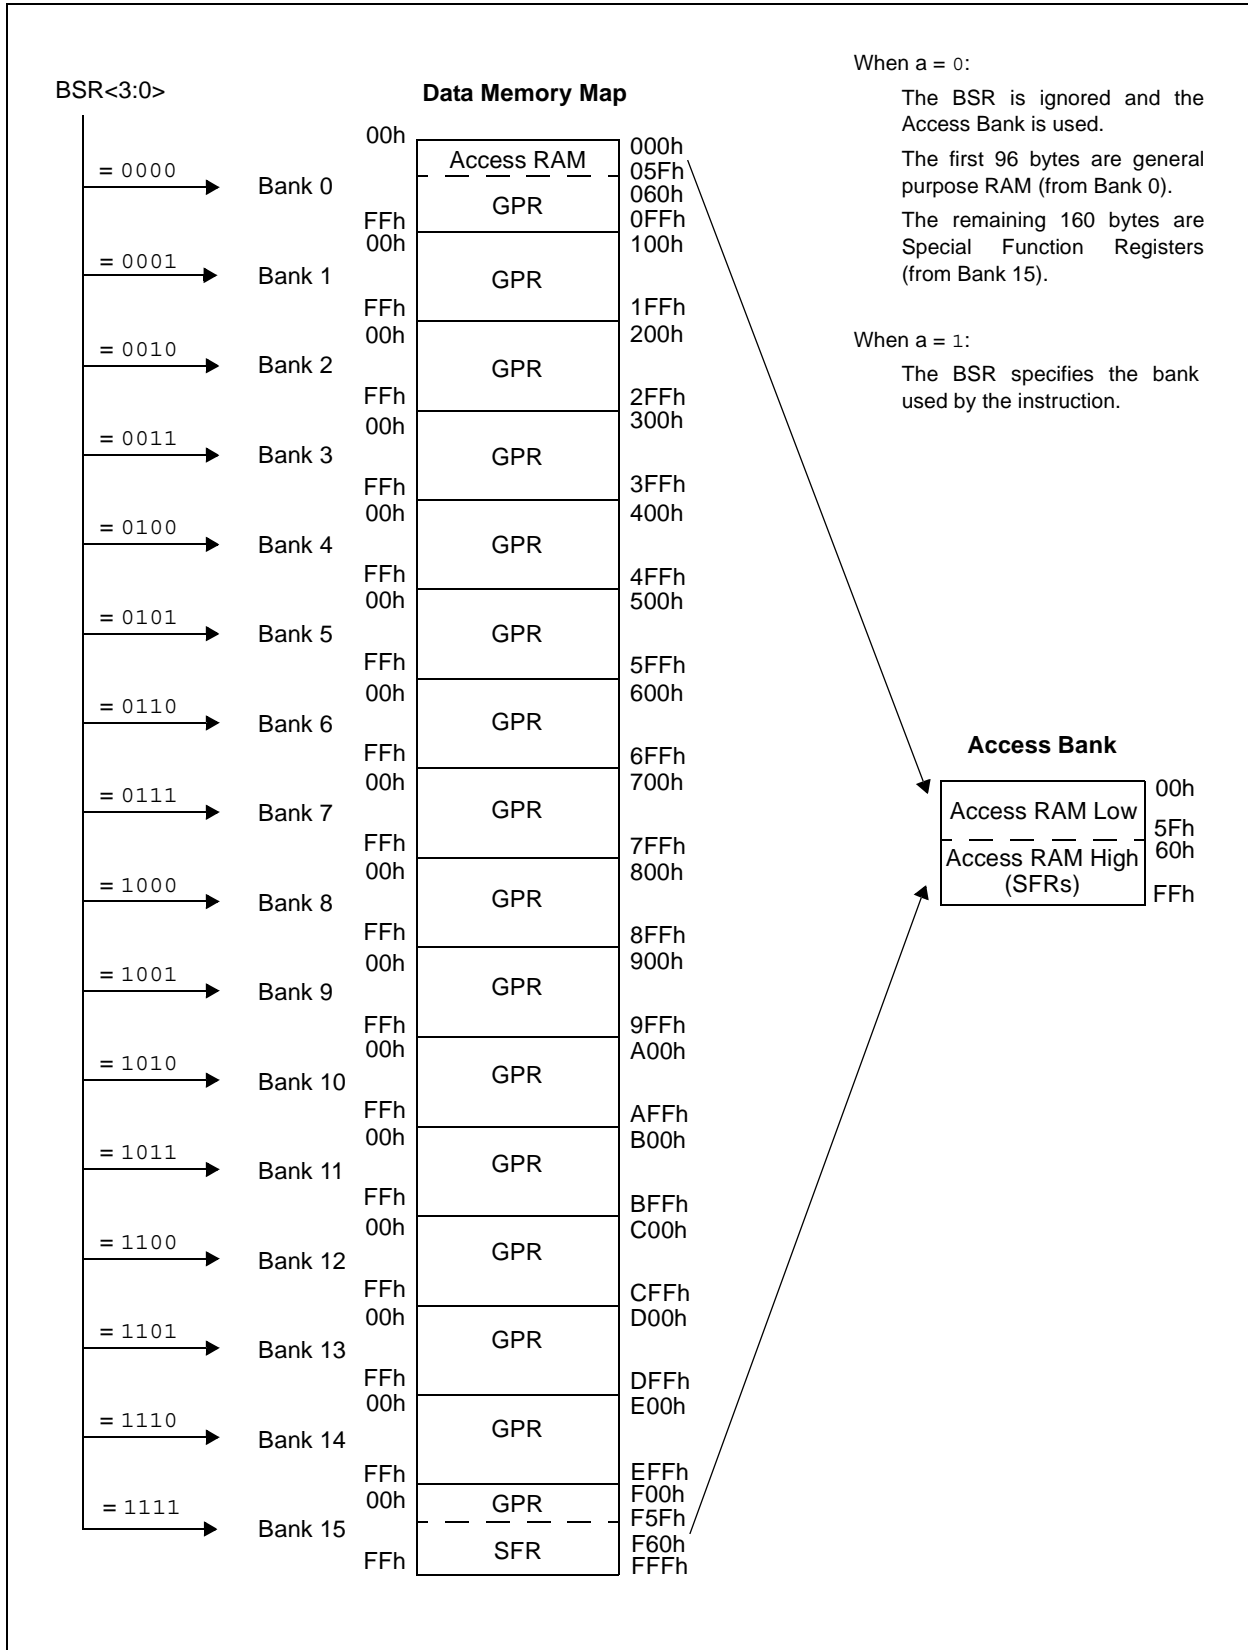 BSR<3:0>
Data Memory Map
When a = 0:
The BSR is ignored and the
Access Bank is used.
The first 96 bytes are general
purpose RAM (from Bank 0).
The remaining 160 bytes are
Special Function Registers
(from Bank 15).
When a = 1:
The BSR specifies the bank
used by the instruction.
00h
Access RAM
000h
= 0000
Bank 0
05Fh
060h
GPR
FFh
0FFh
00h
100h
= 0001
Bank 1
GPR
FFh
1FFh
00h
200h
= 0010
Bank 2
GPR
FFh
2FFh
00h
300h
= 0011
Bank 3
GPR
FFh
3FFh
00h
400h
= 0100
Bank 4
GPR
FFh
4FFh
00h
500h
= 0101
Bank 5
GPR
FFh
5FFh
00h
600h
= 0110
Bank 6
GPR
FFh
6FFh
00h
700h
= 0111
Bank 7
GPR
FFh
7FFh
00h
800h
= 1000
Bank 8
GPR
FFh
8FFh
00h
900h
= 1001
Bank 9
GPR
FFh
9FFh
00h
A00h
= 1010
Bank 10
GPR
FFh
AFFh
00h
B00h
= 1011
Bank 11
GPR
FFh
BFFh
00h
C00h
= 1100
Bank 12
GPR
FFh
CFFh
00h
D00h
= 1101
Bank 13
GPR
FFh
DFFh
00h
E00h
= 1110
Bank 14
GPR
FFh
EFFh
00h
F00h
= 1111
Bank 15
GPR
F5Fh
F60h
SFR
FFh
FFFh
Access Bank
00h
Access RAM Low
5Fh
60h
Access RAM High
(SFRs)
FFh